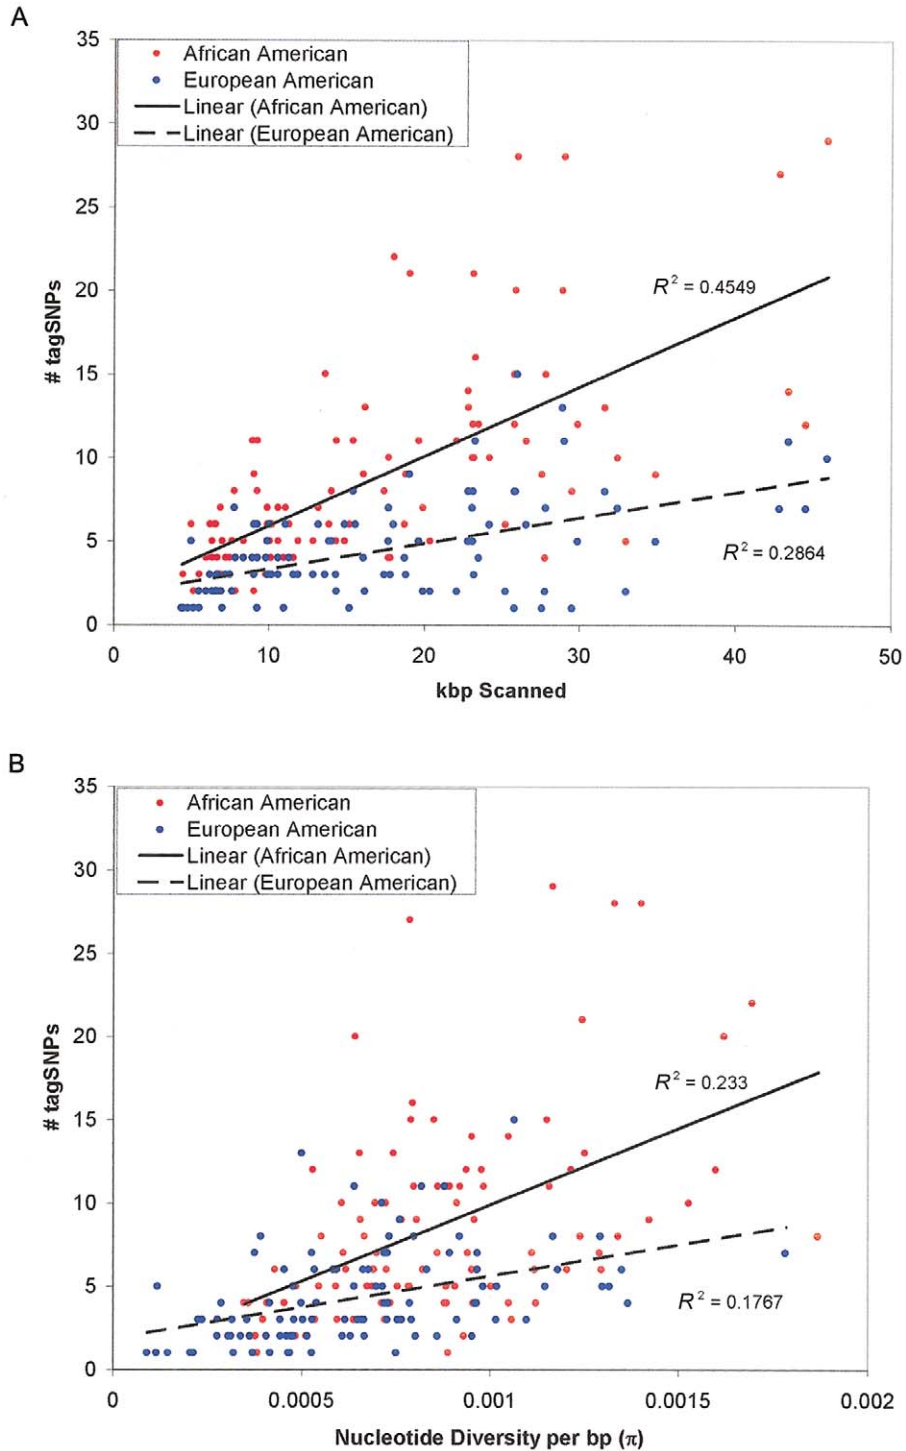 A
35
African American
European American
Linear (African American)
Linear (European American)
30
25
20
15
10
5
0
# tagSNPs
R² = 0.4549
R² = 0.2864
0 10 20 30 40 50
kbp Scanned
B
35
African American
European American
Linear (African American)
Linear (European American)
30
25
20
15
10
5
0
# tagSNPs
R² = 0.233
R² = 0.1767
0 0.0005 0.001 0.0015 0.002
Nucleotide Diversity per bp (π)